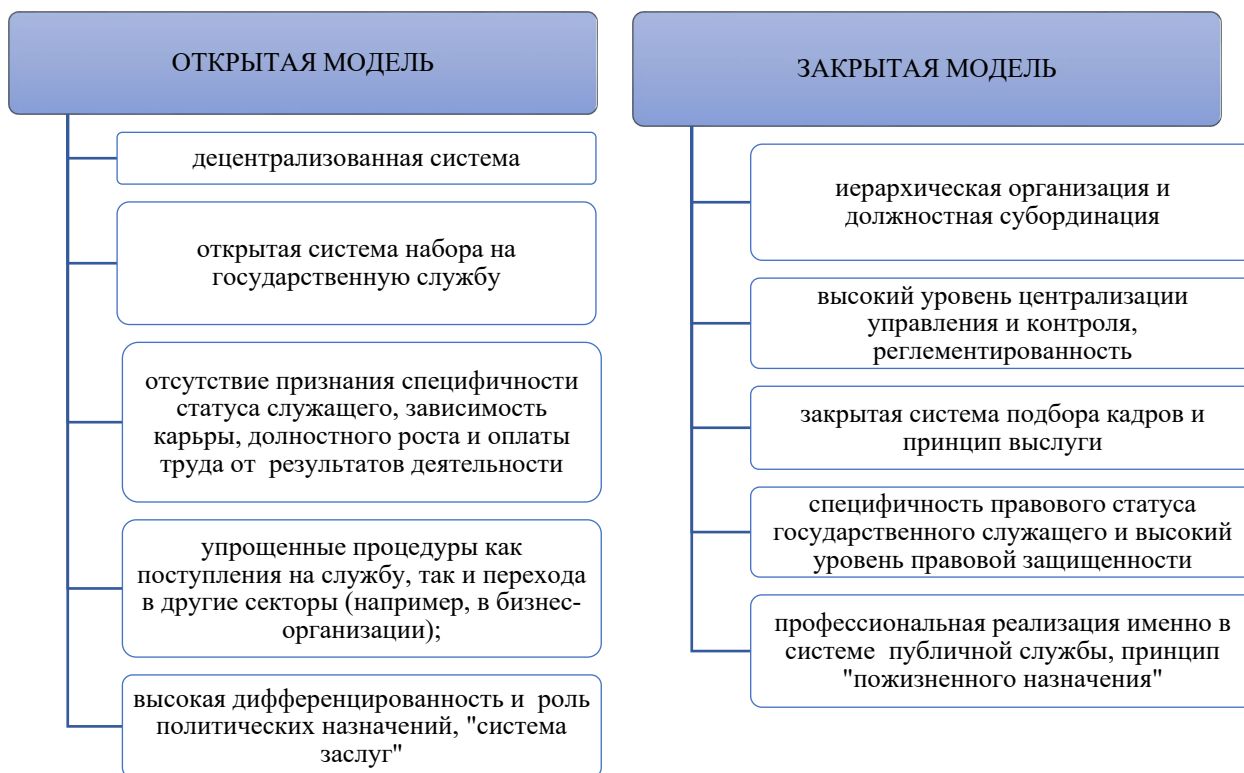 ОТКРЫТАЯ МОДЕЛЬ
децентрализованная система
открытая система набора на
государственную службу
отсутствие признания специфичности
статуса служащего, зависимость
карьры, долностного роста и оплаты
труда от результатов деятельности
упрощенные процедуры как
поступления на службу, так и перехода
в другие секторы (например, в бизнес-
организации);
высокая дифференцированность и роль
политических назначений, "система
заслуг"
ЗАКРЫТАЯ МОДЕЛЬ
иерархическая организация и
должностная субординация
высокий уровень централизации
управления и контроля,
реглементированность
закрытая система подбора кадров и
принцип выслуги
специфичность правового статуса
государственного служащего и высокий
уровень правовой защищенности
профессиональная реализация именно в
системе публичной службы, принцип
"пожизненного назначения"